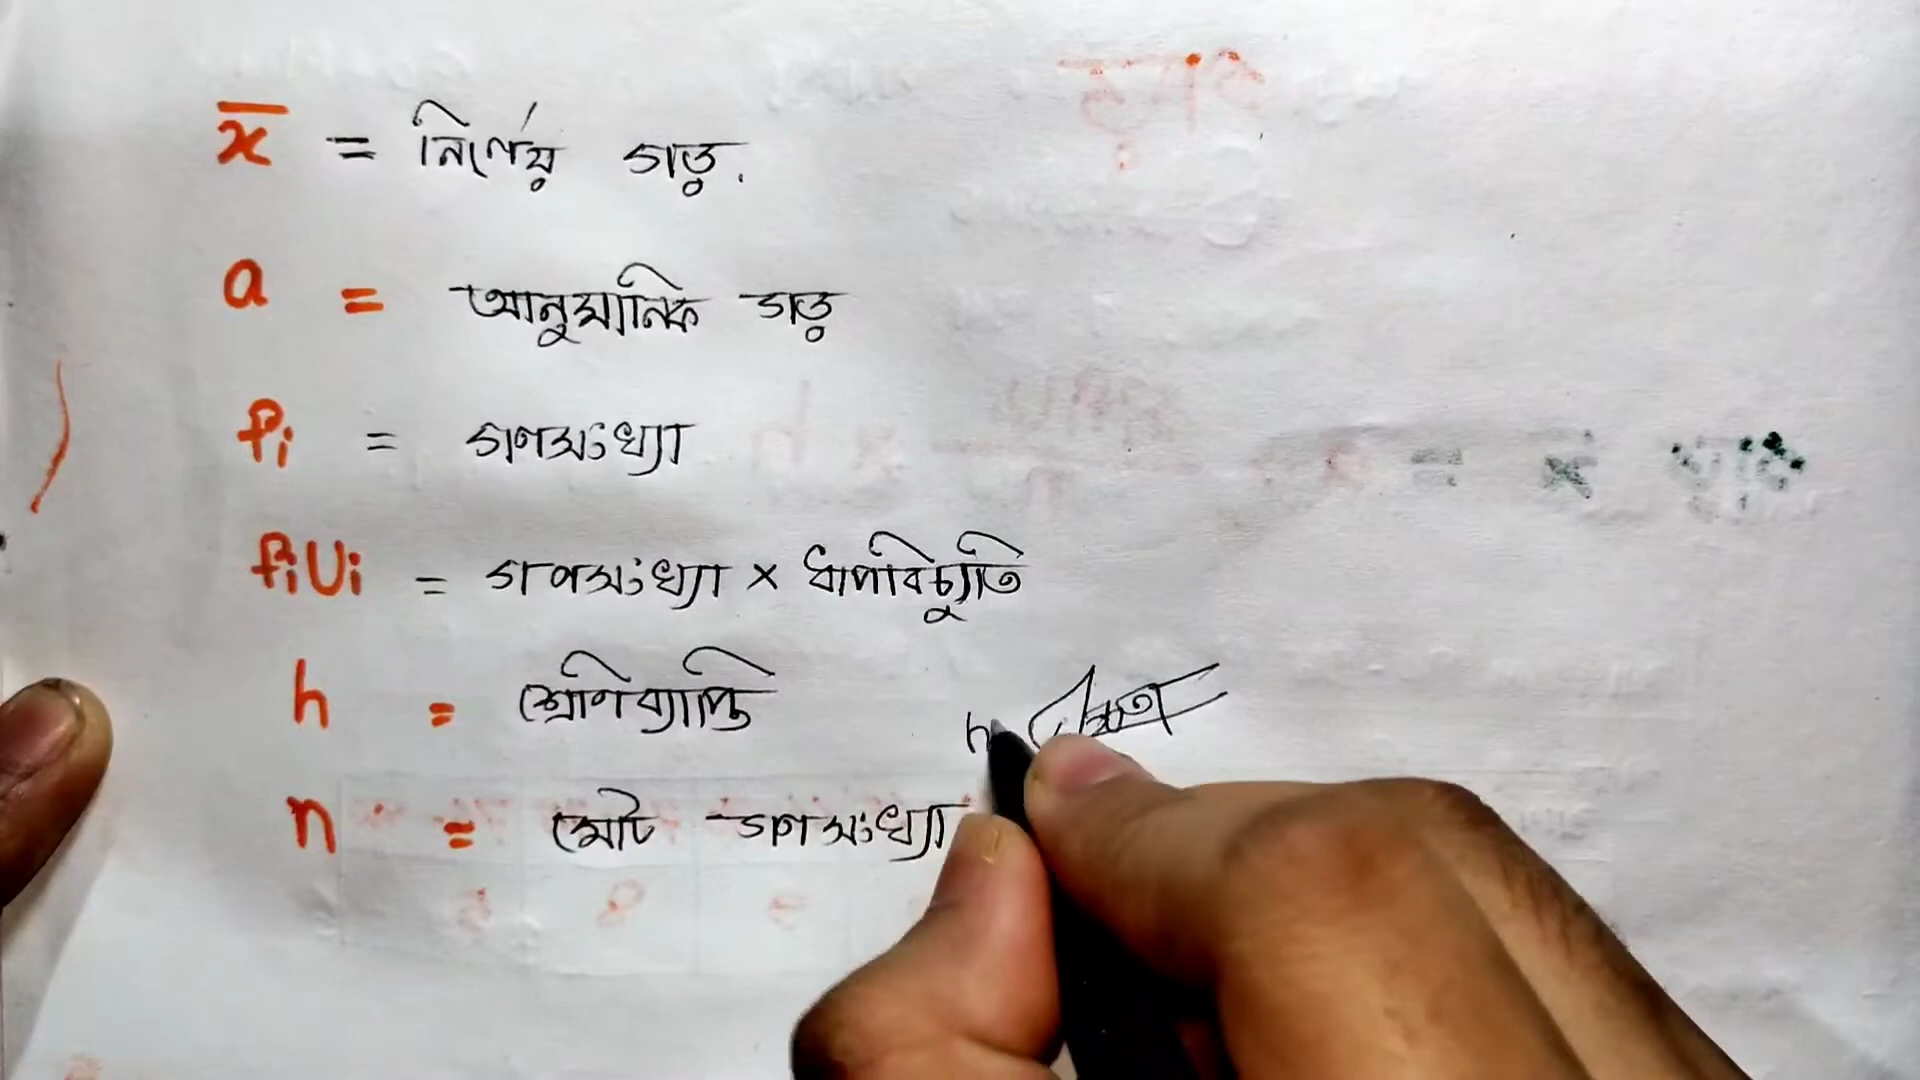 x̄ = নির্ণেয় গড়.
a = আনুমানিক গড়
fi = গণসংখ্যা
fiUi = গণসংখ্যা × ধাপবিচ্যুতি
h = শ্রেণিব্যাপ্তি
h
n = মোট গণসংখ্যা